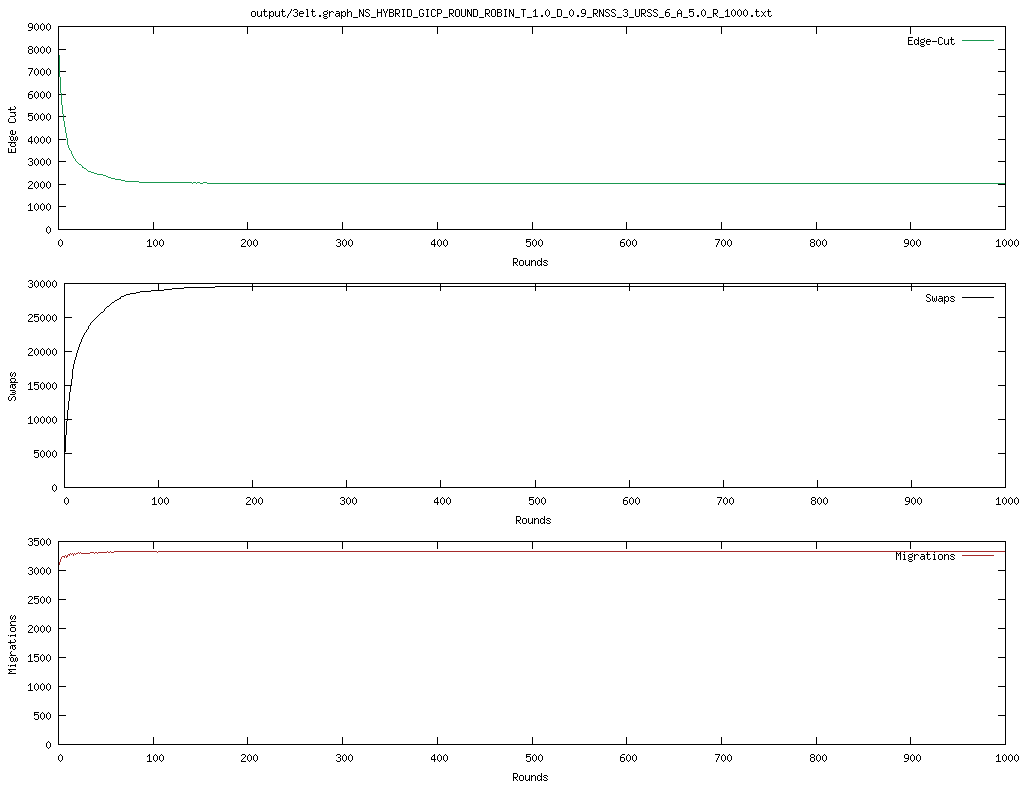 output/3elt.graph_NS_HYBRID_GICP_ROUND_ROBIN_T_1.0_D_0.9_RNSS_3_URSS_6_A_5.0_R_1000.txt
9000
8000
7000
6000
5000
4000
3000
2000
1000
0
Edge Cut
Edge-Cut
0 100 200 300 400 500 600 700 800 900 1000
Rounds
30000
25000
20000
15000
10000
5000
0
Swaps
Swaps
0 100 200 300 400 500 600 700 800 900 1000
Rounds
3500
3000
2500
2000
1500
1000
500
0
Migrations
Migrations
0 100 200 300 400 500 600 700 800 900 1000
Rounds